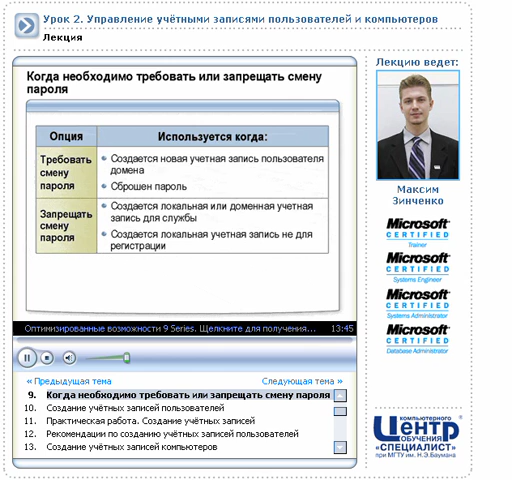 Урок 2. Управление учётными записями пользователей и компьютеров
Лекция
Когда необходимо требовать или запрещать смену
пароля
Опция
Используется когда:
Требовать
смену
пароля
Создается новая учетная запись пользователя
домена
Сброшен пароль
Запрещать
смену
пароля
Создается локальная или доменная учетная
запись для службы
Создается локальная учетная запись не для
регистрации
Оптимизированные возможности 9 Series. Щелкните для получения... 13:45
« Предыдущая тема
Следующая тема »
9. Когда необходимо требовать или запрещать смену пароля
10. Создание учётных записей пользователей
11. Практическая работа. Создание учётных записей
12. Рекомендации по созданию учётных записей пользователей
13. Создание учётных записей компьютеров
Лекцию ведет:
Максим
Зинченко
Microsoft
CERTIFIED
Trainer
Microsoft
CERTIFIED
Systems Engineer
Microsoft
CERTIFIED
Systems Administrator
Microsoft
CERTIFIED
Database Administrator
компьютерного
Центр
ОБУЧЕНИЯ
«СПЕЦИАЛИСТ»
при МГТУ им. Н.Э.Баумана